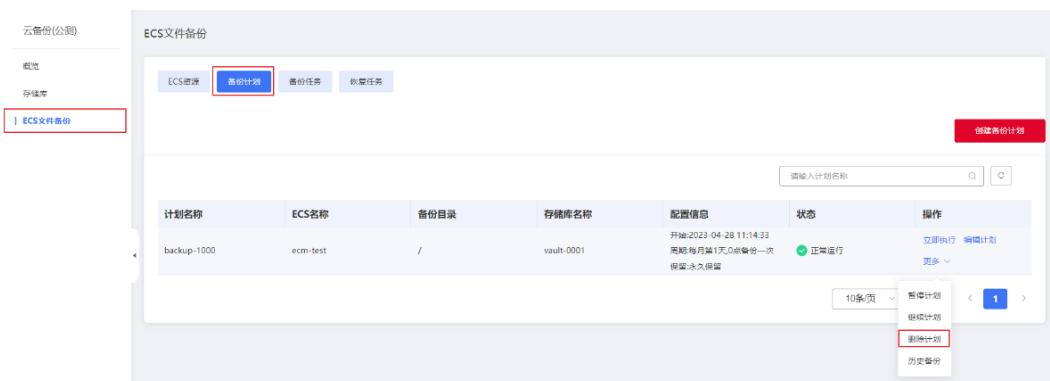 云备份(公测)
概览
存储库
ECS文件备份
ECS文件备份
ECS资源 备份计划 备份任务 恢复任务
创建备份计划
请输入计划名称
计划名称 ECS名称 备份目录 存储库名称 配置信息 状态 操作
backup-1000 ecm-test / vault-0001 开始:2023-04-28 11:14:33 正常运行 立即执行 编辑计划
周期:每月第1天,0点备份一次
保留:永久保留
更多
10条/页 1
暂停计划
继续计划
删除计划
历史备份